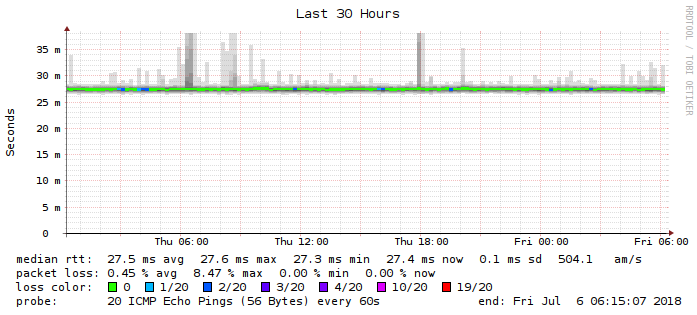 Last 30 Hours
RRDTOOL / TOBI OETIKER
Seconds
35 m
30 m
25 m
20 m
15 m
10 m
5 m
0
Thu 06:00 Thu 12:00 Thu 18:00 Fri 00:00 Fri 06:00
median rtt: 27.5 ms avg 27.6 ms max 27.3 ms min 27.4 ms now 0.1 ms sd 504.1 am/s
packet loss: 0.45 % avg 8.47 % max 0.00 % min 0.00 % now
loss color: 0 1/20 2/20 3/20 4/20 10/20 19/20
probe: 20 ICMP Echo Pings (56 Bytes) every 60s end: Fri Jul 6 06:15:07 2018